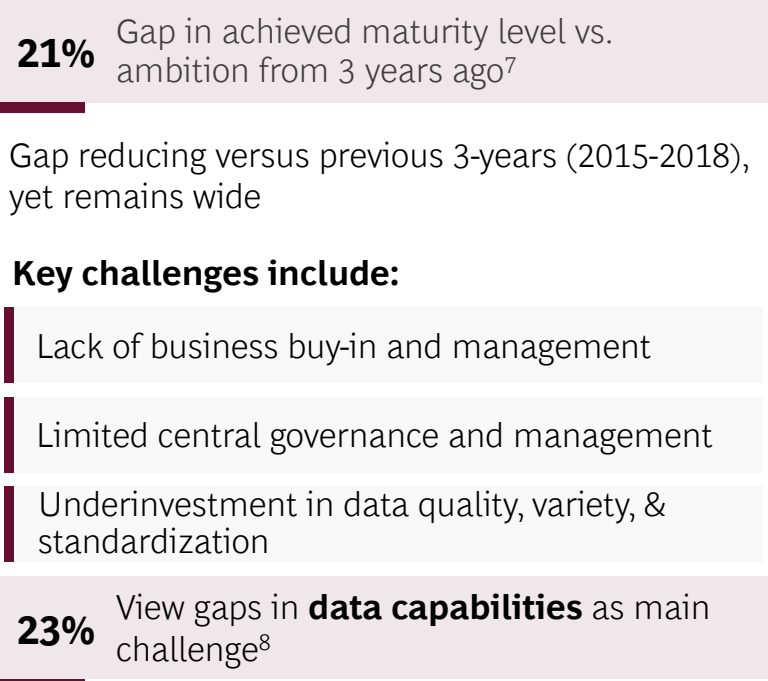 21%
Gap in achieved maturity level vs.
ambition from 3 years ago⁷
Gap reducing versus previous 3-years (2015-2018),
yet remains wide
Key challenges include:
Lack of business buy-in and management
Limited central governance and management
Underinvestment in data quality, variety, &
standardization
23%
View gaps in data capabilities as main
challenge⁸